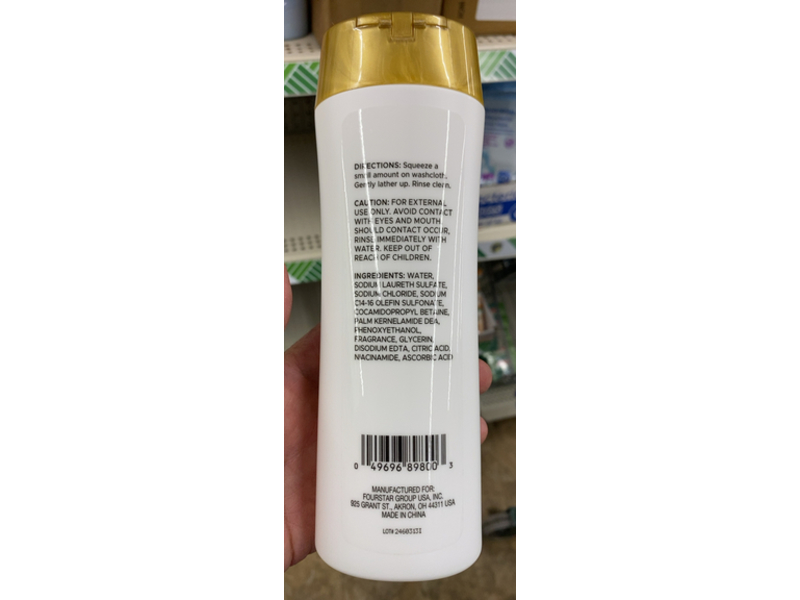 DIRECTIONS: Squeeze a
small amount on washcloth.
Gently lather up. Rinse clean.
CAUTION: FOR EXTERNAL
USE ONLY. AVOID CONTACT
WITH EYES AND MOUTH.
SHOULD CONTACT OCCUR,
RINSE IMMEDIATELY WITH
WATER. KEEP OUT OF
REACH OF CHILDREN.
INGREDIENTS: WATER,
SODIUM LAURETH SULFATE,
SODIUM CHLORIDE, SODIUM
C14-16 OLEFIN SULFONATE,
COCAMIDOPROPYL BETAINE,
PALM KERNELAMIDE DEA,
PHENOXYETHANOL,
FRAGRANCE, GLYCERIN,
DISODIUM EDTA, CITRIC ACID,
NIACINAMIDE, ASCORBIC ACID
0 49696 89800 3
MANUFACTURED FOR:
FOURSTAR GROUP USA, INC.
925 GRANT ST., AKRON, OH 44311 USA
MADE IN CHINA
LOT# 24603131